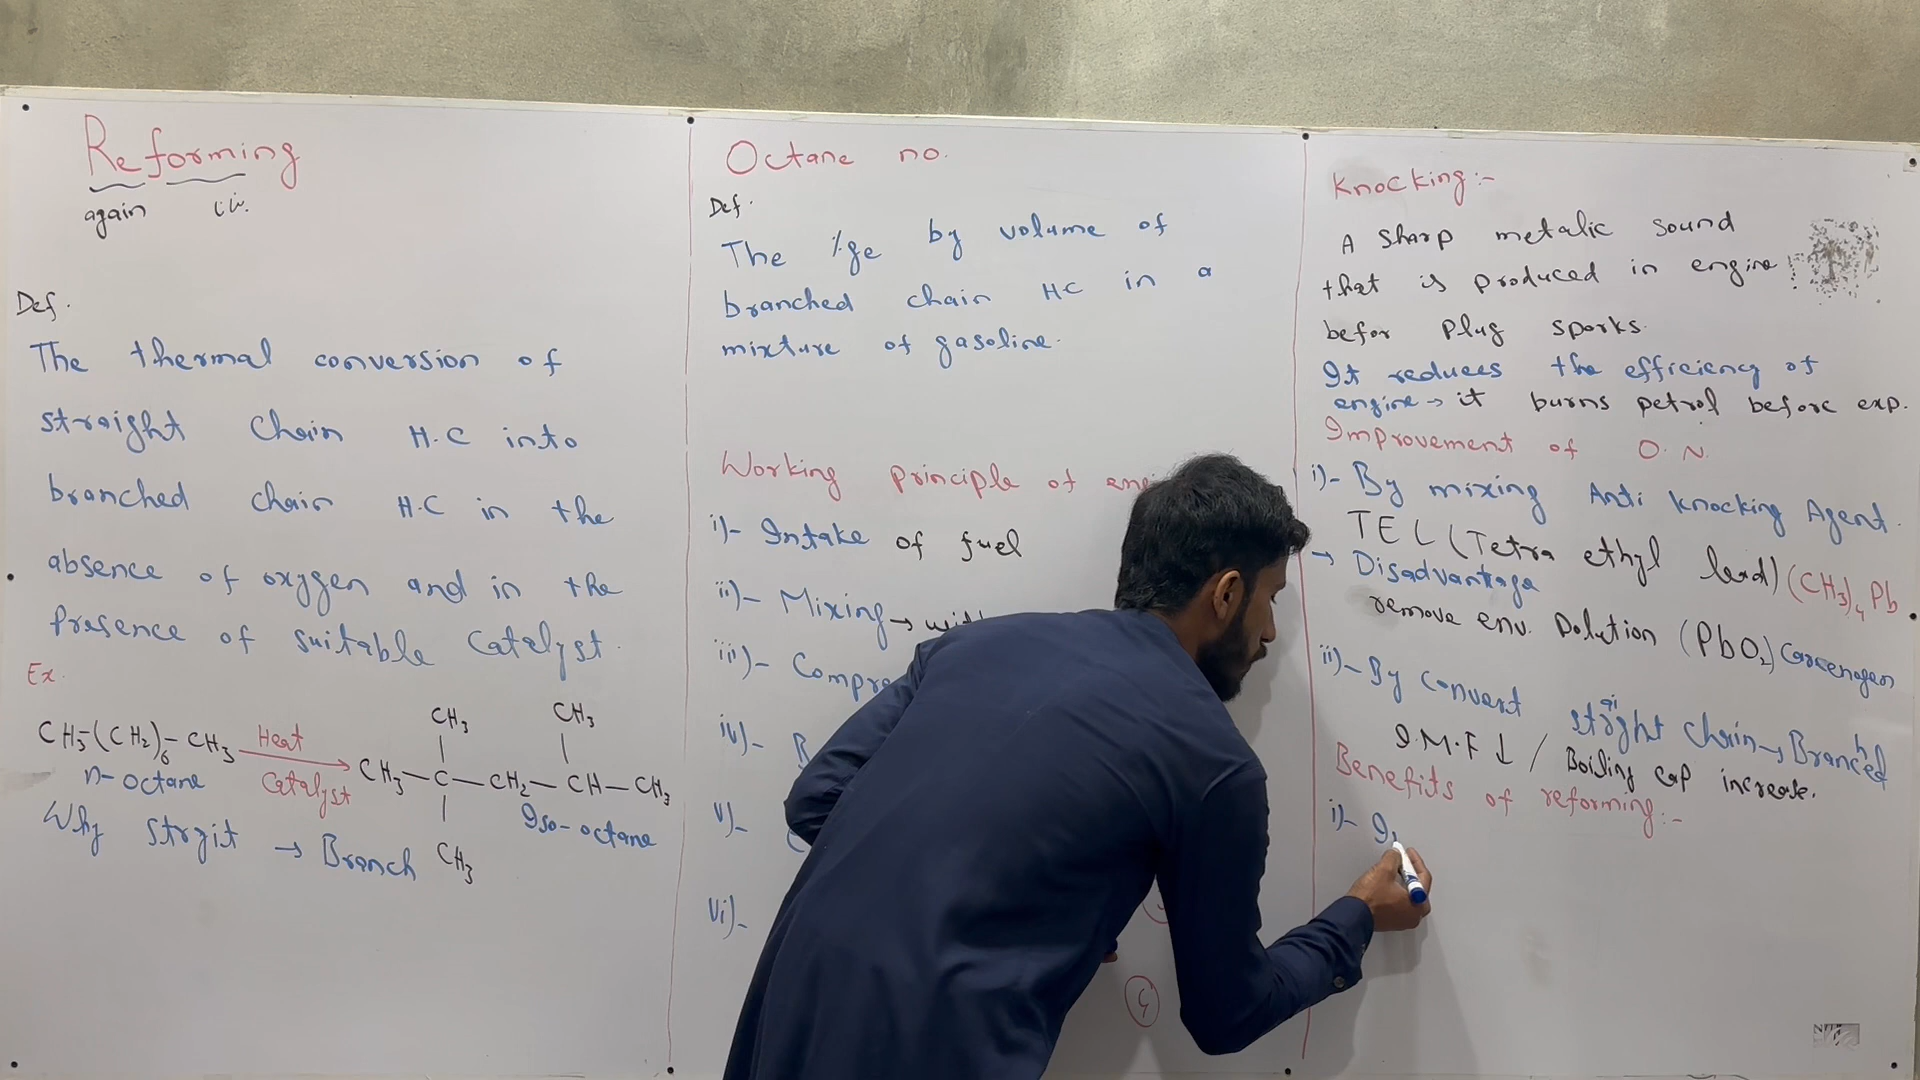 Reforming
again
Def.
The thermal conversion of
straight chain H.C into
branched chain H.C in the
absence of oxygen and in the
Presence of suitable Catalyst.
Ex.
CH₃-(CH₂)₆-CH₃ Heat Catalyst
n-octane
CH₃ CH₃
CH₃-C-CH₂-CH-CH₃
CH₃
Iso-octane
Why strgit → Branch
Octane no.
Def.
The %ge by volume of
branched chain HC in a
mixture of gasoline.
Working principle of
i)- Intake of fuel
ii)- Mixing →
iii)-
iv)-
v)-
vi)-
Knocking:-
A sharp metalic sound
that is produced in engine
befor plug sparks.
It reduces the efficiency of
engine → it burns petrol before exp.
Improvement of O.N.
i)- By mixing Anti knocking Agent.
TEL (Tetra ethyl lead) (CH₃)₄Pb
→ Disadvantage
remove env. Polution (PbO₂) Carcenogen
ii)- By convert chain → Branched
I.M.F ↓ / Boiling cap increase.
Benefits of reforming:-
i)-